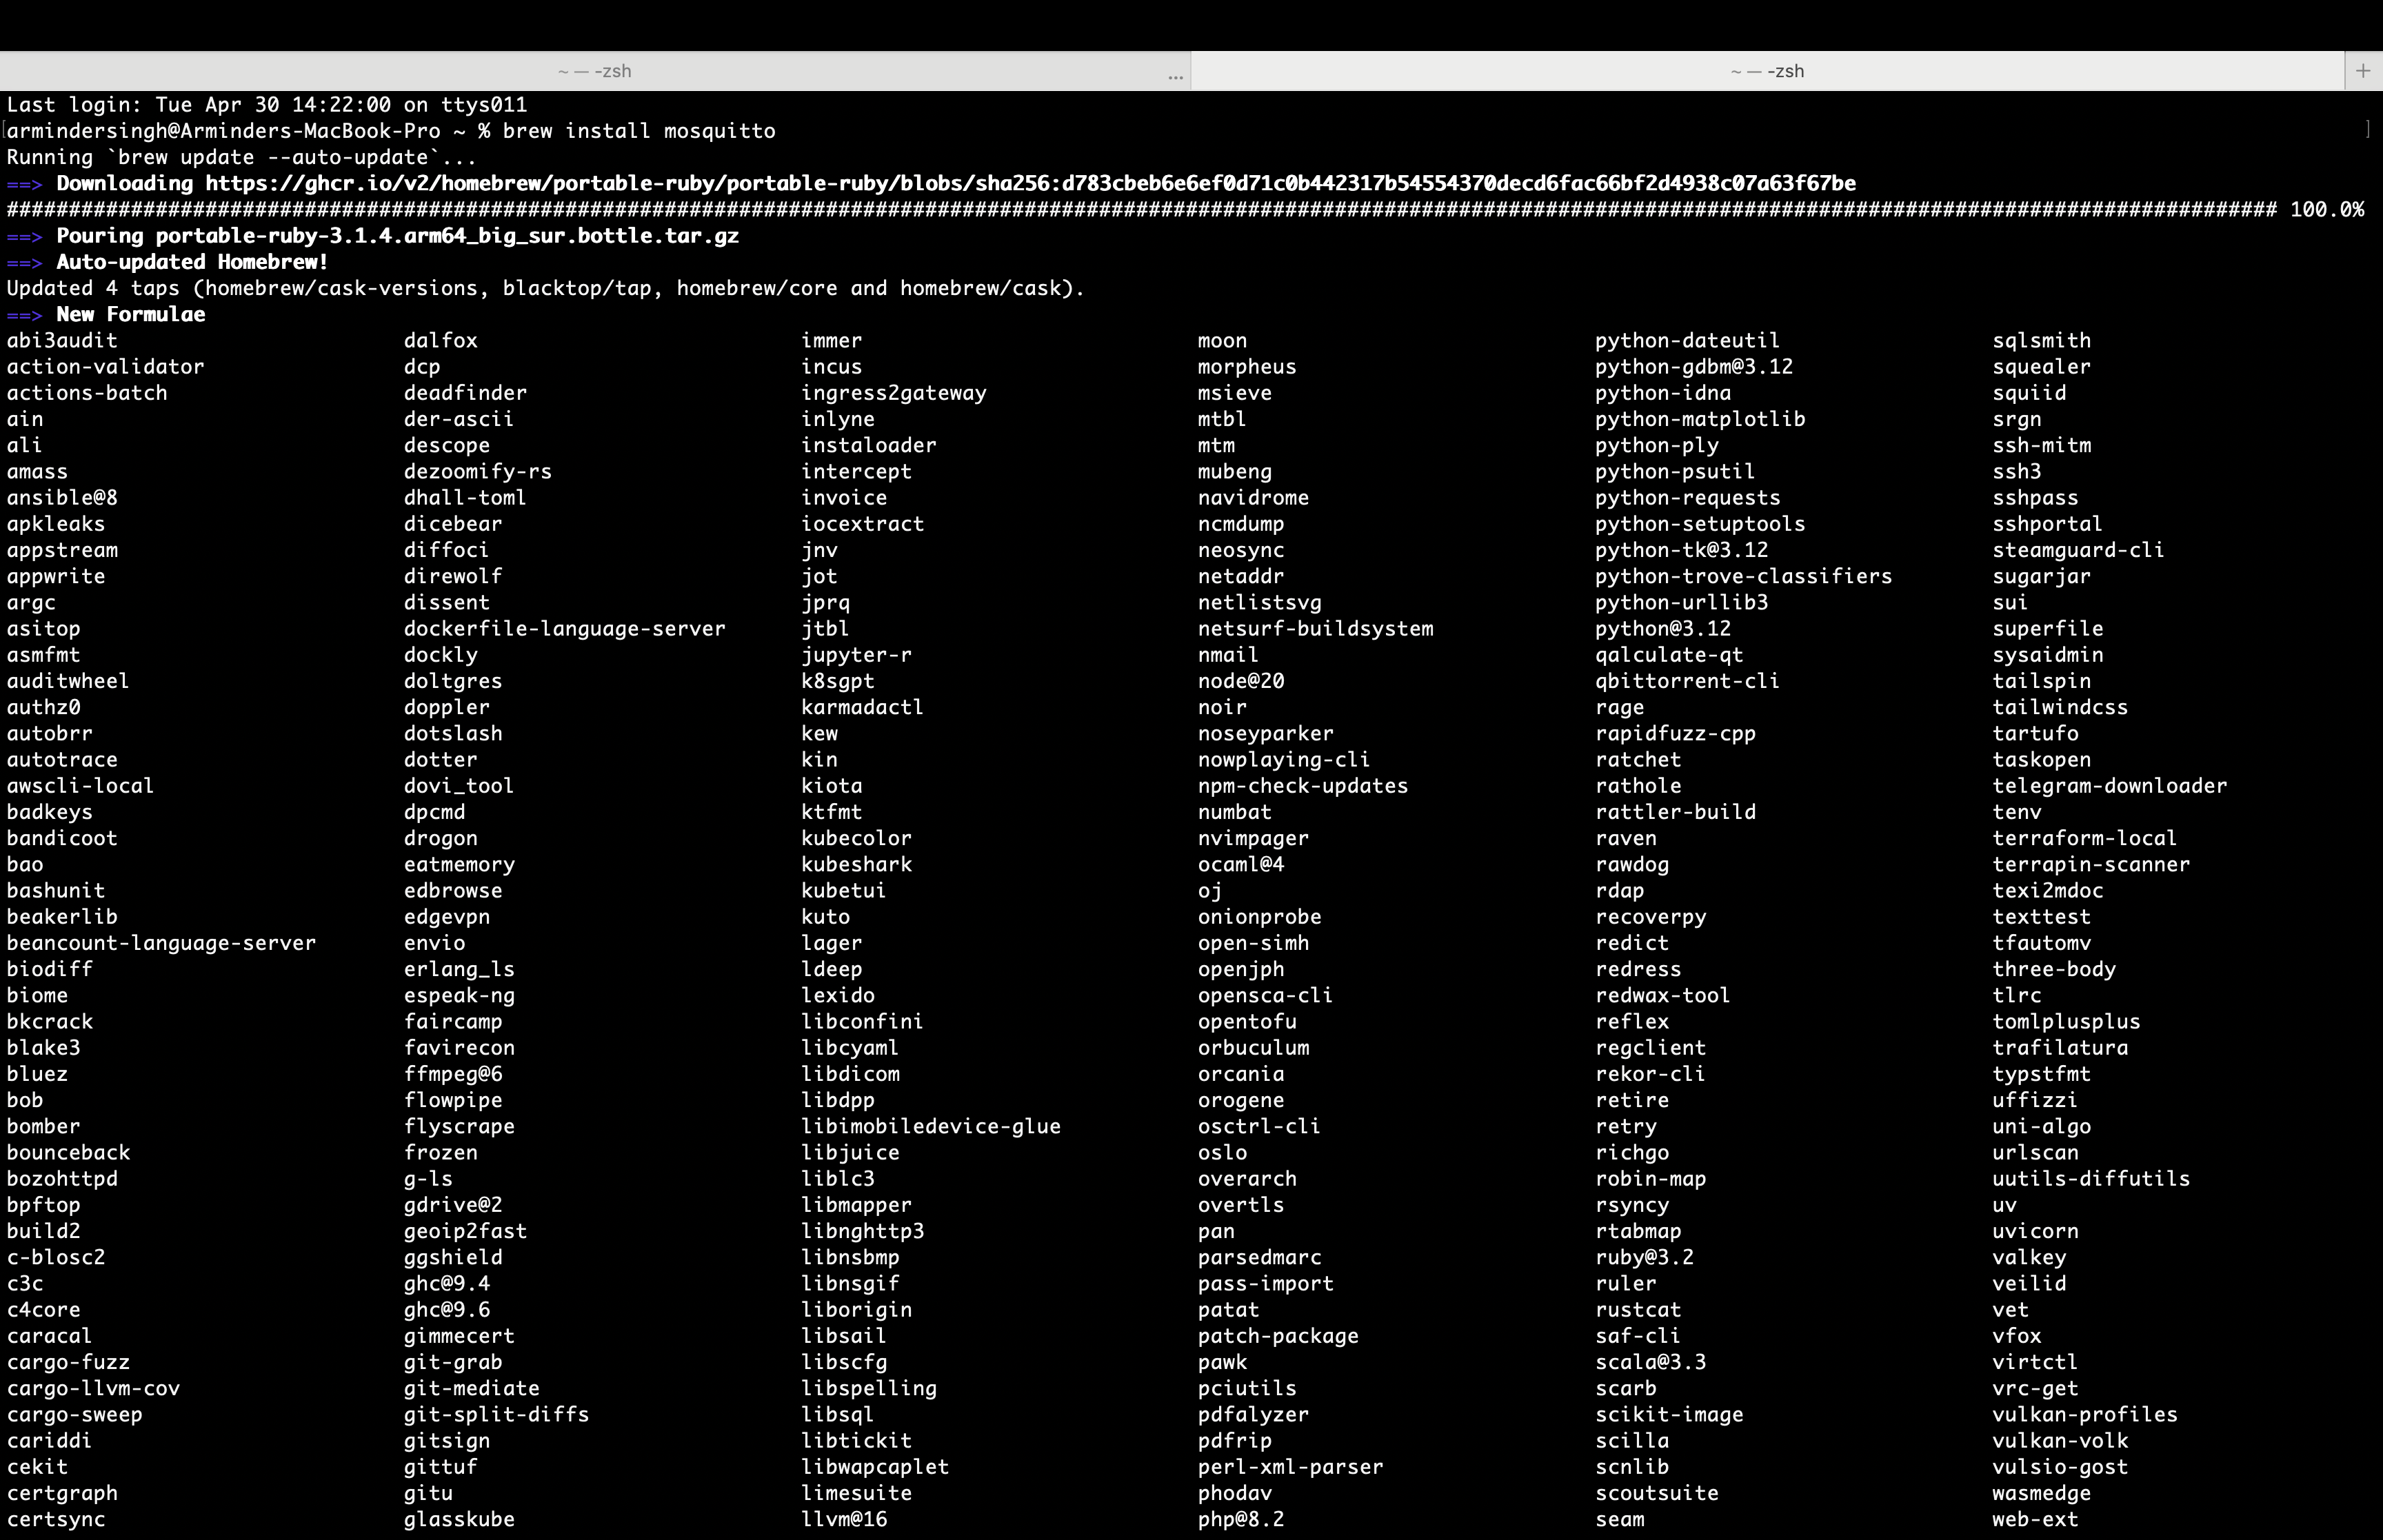 ~ — -zsh ... ~ — -zsh +
Last login: Tue Apr 30 14:22:00 on ttys011
[armindersingh@Arminders-MacBook-Pro ~ % brew install mosquitto ]
Running `brew update --auto-update`...
==> Downloading https://ghcr.io/v2/homebrew/portable-ruby/portable-ruby/blobs/sha256:d783cbeb6e6ef0d71c0b442317b54554370decd6fac66bf2d4938c07a63f67be
####################################################################################################################################################################################### 100.0%
==> Pouring portable-ruby-3.1.4.arm64_big_sur.bottle.tar.gz
==> Auto-updated Homebrew!
Updated 4 taps (homebrew/cask-versions, blacktop/tap, homebrew/core and homebrew/cask).
==> New Formulae
abi3audit dalfox immer moon python-dateutil sqlsmith
action-validator dcp incus morpheus python-gdbm@3.12 squealer
actions-batch deadfinder ingress2gateway msieve python-idna squiid
ain der-ascii inlyne mtbl python-matplotlib srgn
ali descope instaloader mtm python-ply ssh-mitm
amass dezoomify-rs intercept mubeng python-psutil ssh3
ansible@8 dhall-toml invoice navidrome python-requests sshpass
apkleaks dicebear iocextract ncmdump python-setuptools sshportal
appstream diffoci jnv neosync python-tk@3.12 steamguard-cli
appwrite direwolf jot netaddr python-trove-classifiers sugarjar
argc dissent jprq netlistsvg python-urllib3 sui
asitop dockerfile-language-server jtbl netsurf-buildsystem python@3.12 superfile
asmfmt dockly jupyter-r nmail qalculate-qt sysaidmin
auditwheel doltgres k8sgpt node@20 qbittorrent-cli tailspin
authz0 doppler karmadactl noir rage tailwindcss
autobrr dotslash kew noseyparker rapidfuzz-cpp tartufo
autotrace dotter kin nowplaying-cli ratchet taskopen
awscli-local dovi_tool kiota npm-check-updates rathole telegram-downloader
badkeys dpcmd ktfmt numbat rattler-build tenv
bandicoot drogon kubecolor nvimpager raven terraform-local
bao eatmemory kubeshark ocaml@4 rawdog terrapin-scanner
bashunit edbrowse kubetui oj rdap texi2mdoc
beakerlib edgevpn kuto onionprobe recoverpy texttest
beancount-language-server envio lager open-simh redict tfautomv
biodiff erlang_ls ldeep openjph redress three-body
biome espeak-ng lexido opensca-cli redwax-tool tlrc
bkcrack faircamp libconfini opentofu reflex tomlplusplus
blake3 favirecon libcyaml orbuculum regclient trafilatura
bluez ffmpeg@6 libdicom orcania rekor-cli typstfmt
bob flowpipe libdpp orogene retire uffizzi
bomber flyscrape libimobiledevice-glue osctrl-cli retry uni-algo
bounceback frozen libjuice oslo richgo urlscan
bozohttpd g-ls liblc3 overarch robin-map uutils-diffutils
bpftop gdrive@2 libmapper overtls rsyncy uv
build2 geoip2fast libnghttp3 pan rtabmap uvicorn
c-blosc2 ggshield libnsbmp parsedmarc ruby@3.2 valkey
c3c ghc@9.4 libnsgif pass-import ruler veilid
c4core ghc@9.6 liborigin patat rustcat vet
caracal gimmecert libsail patch-package saf-cli vfox
cargo-fuzz git-grab libscfg pawk scala@3.3 virtctl
cargo-llvm-cov git-mediate libspelling pciutils scarb vrc-get
cargo-sweep git-split-diffs libsql pdfalyzer scikit-image vulkan-profiles
cariddi gitsign libtickit pdfrip scilla vulkan-volk
cekit gittuf libwapcaplet perl-xml-parser scnlib vulsio-gost
certgraph gitu limesuite phodav scoutsuite wasmedge
certsync glasskube llvm@16 php@8.2 seam web-ext